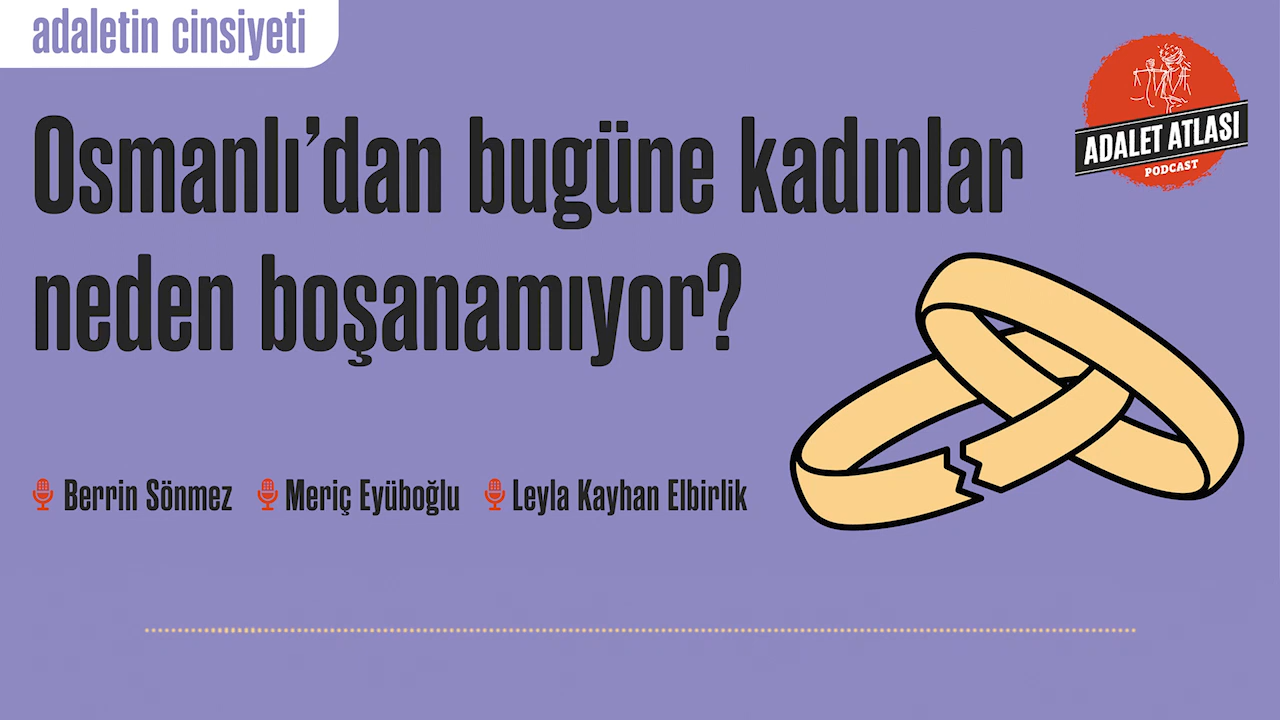 adaletin cinsiyeti
ADALET ATLASI
PODCAST
Osmanlı’dan bugüne kadınlar
neden boşanamıyor?
Berrin Sönmez Meriç Eyüboğlu Leyla Kayhan Elbirlik